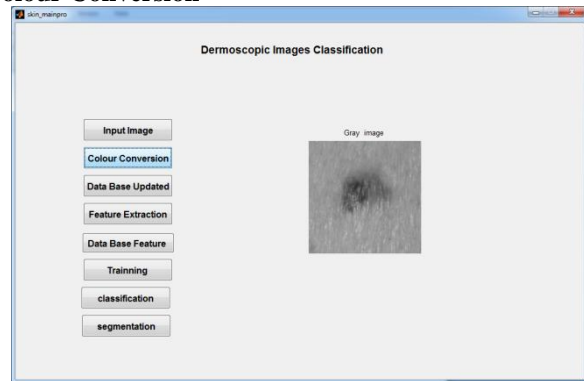 skin_mainpro
Dermoscopic Images Classification
Input Image
Colour Conversion
Data Base Updated
Feature Extraction
Data Base Feature
Trainning
classification
segmentation
Gray image